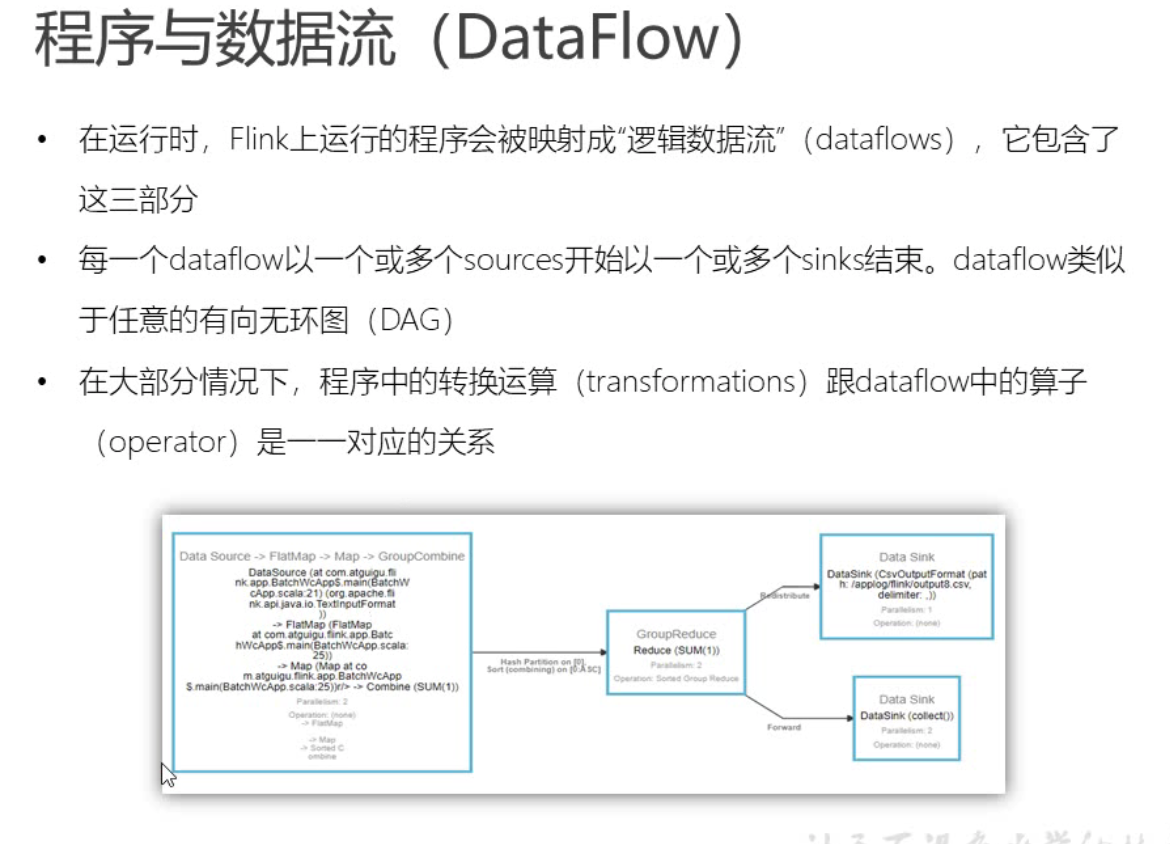 程序与数据流（DataFlow）
• 在运行时，Flink上运行的程序会被映射成“逻辑数据流”（dataflows），它包含了
这三部分
• 每一个dataflow以一个或多个sources开始以一个或多个sinks结束。dataflow类似
于任意的有向无环图（DAG）
• 在大部分情况下，程序中的转换运算（transformations）跟dataflow中的算子
（operator）是一一对应的关系
Data Source -> FlatMap -> Map -> GroupCombine
DataSource (at com.atguigu.fli
nk.app.BatchWcApp$.main(BatchW
cApp.scala:21) (org.apache.fli
nk.api.java.io.TextInputFormat
))
-> FlatMap (FlatMap
at com.atguigu.flink.app.Batc
hWcApp$.main(BatchWcApp.scala:
25))
-> Map (Map at co
m.atguigu.flink.app.BatchWcApp
$.main(BatchWcApp.scala:25))r/> -> Combine (SUM(1))
Parallelism: 2
Operation: (none)
-> FlatMap
-> Map
-> Sorted C
ombine
Hash Partition on [0]
Sort (combining) on [0:ASC]
GroupReduce
Reduce (SUM(1))
Parallelism: 2
Operation: Sorted Group Reduce
Redistribute
Data Sink
DataSink (CsvOutputFormat (pat
h: /applog/flink/output8.csv,
delimiter: ,))
Parallelism: 1
Operation: (none)
Forward
Data Sink
DataSink (collect())
Parallelism: 2
Operation: (none)